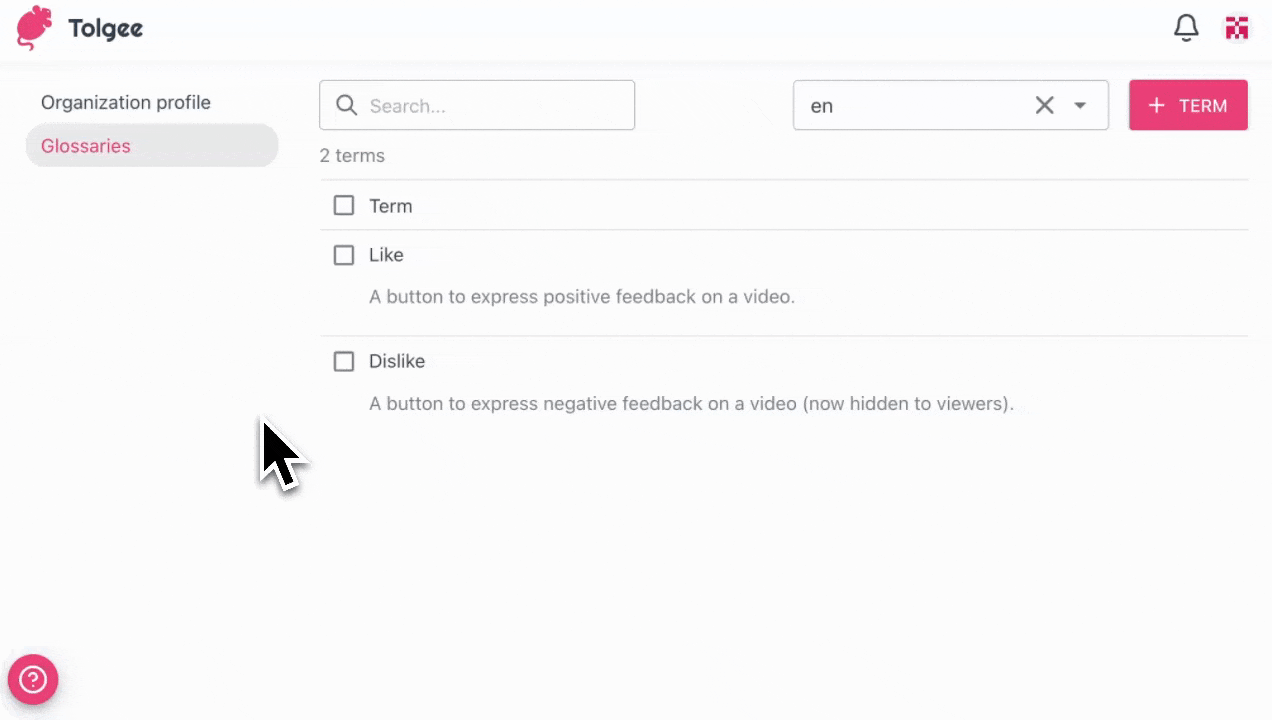 Tolgee
Organization profile
Glossaries
Search...
en
+ TERM
2 terms
Term
Like
A button to express positive feedback on a video.
Dislike
A button to express negative feedback on a video (now hidden to viewers).
?